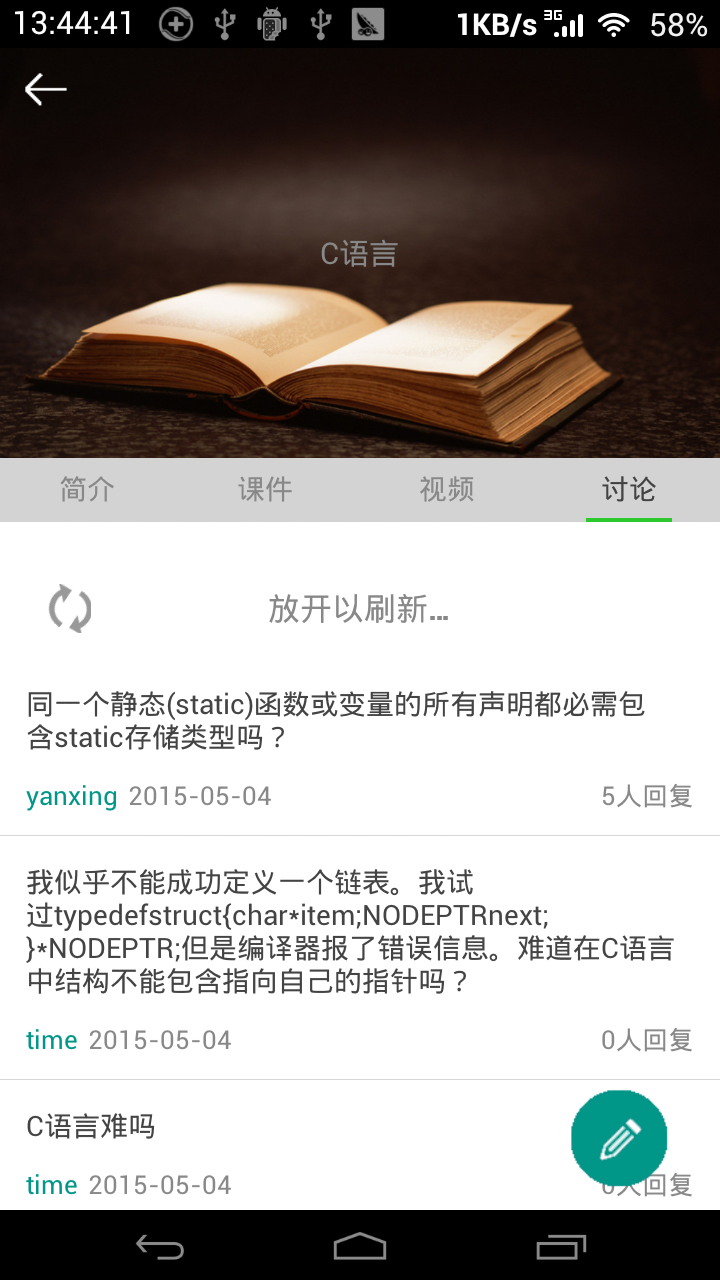 13:44:41 1KB/s 3G 58%
C语言
简介 课件 视频 讨论
放开以刷新...
同一个静态(static)函数或变量的所有声明都必需包
含static存储类型吗？
yanxing 2015-05-04 5人回复
我似乎不能成功定义一个链表。我试
过typedefstruct{char*item;NODEPTRnext;
}*NODEPTR;但是编译器报了错误信息。难道在C语言
中结构不能包含指向自己的指针吗？
time 2015-05-04 0人回复
C语言难吗
time 2015-05-04 0人回复